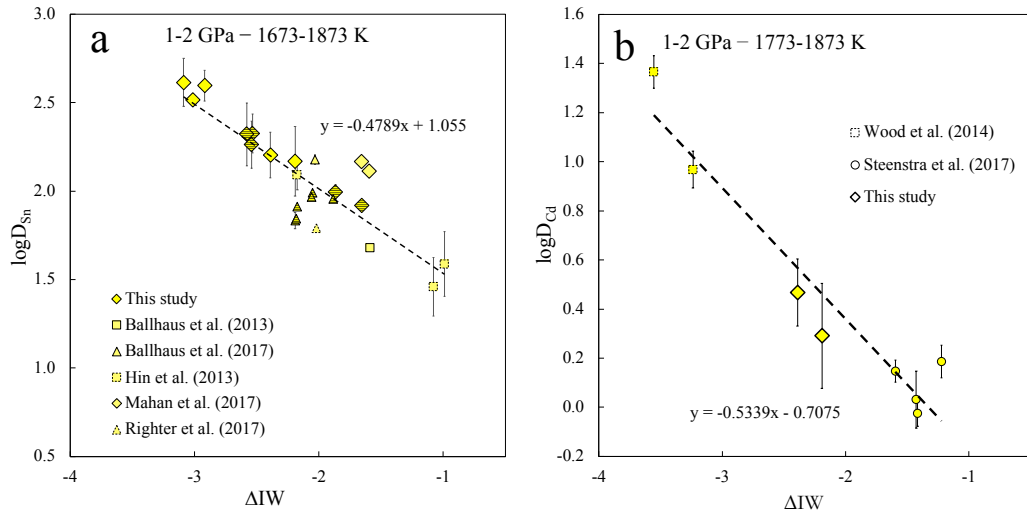 a
1-2 GPa − 1673-1873 K
3.0
2.5
2.0
1.5
1.0
0.5
logD_Sn
y = -0.4789x + 1.055
This study
Ballhaus et al. (2013)
Ballhaus et al. (2017)
Hin et al. (2013)
Mahan et al. (2017)
Righter et al. (2017)
-4
-3
-2
-1
ΔIW
b
1-2 GPa − 1773-1873 K
1.6
1.4
1.2
1.0
0.8
0.6
0.4
0.2
0.0
-0.2
logD_Cd
Wood et al. (2014)
Steenstra et al. (2017)
This study
y = -0.5339x - 0.7075
-4
-3
-2
-1
ΔIW